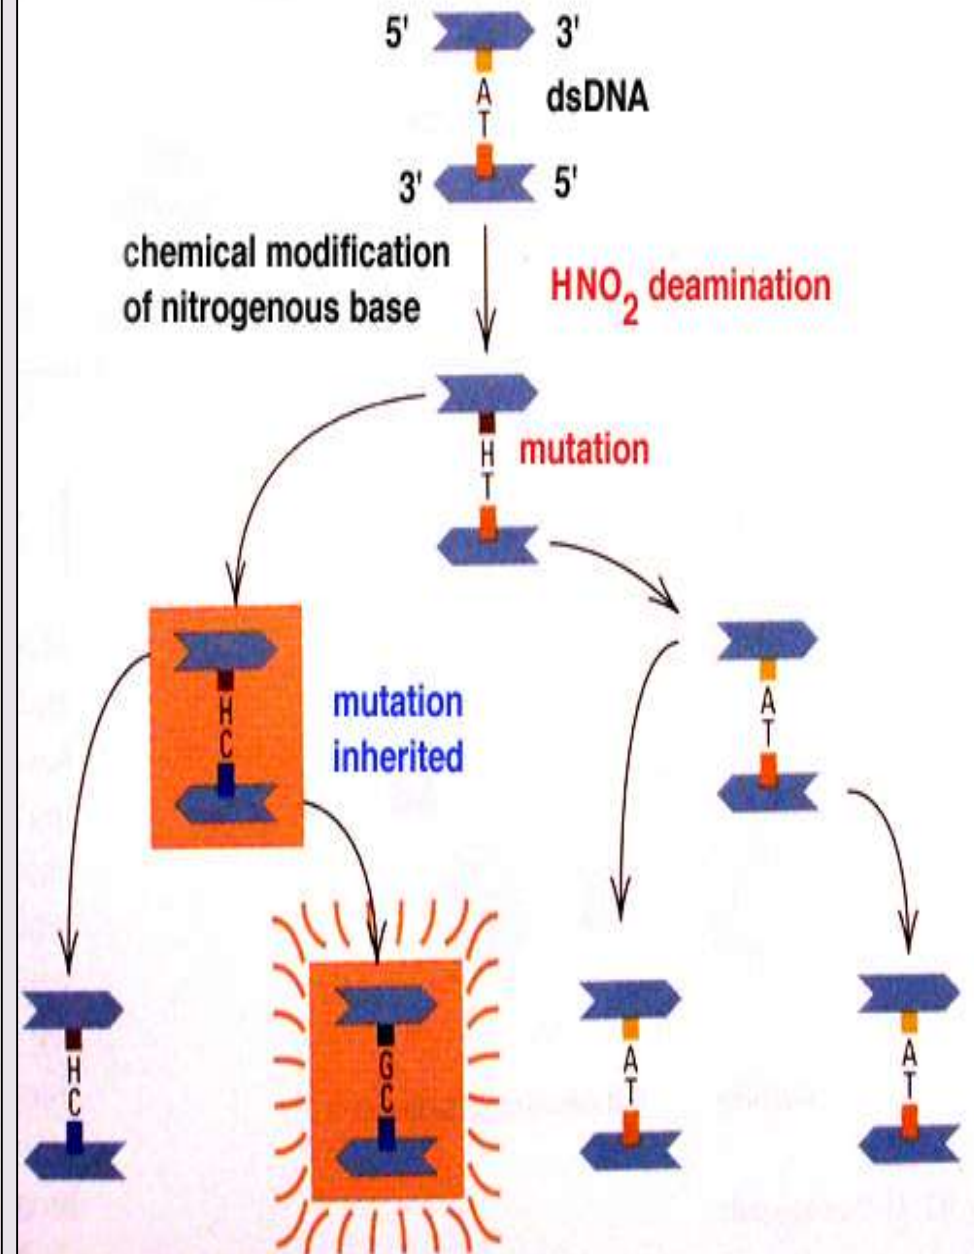 5' 3'
A
dsDNA
T
3' 5'
chemical modification
of nitrogenous base
HNO2 deamination
H
mutation
T
H
C
mutation
inherited
A
T
H
C
G
C
A
T
A
T